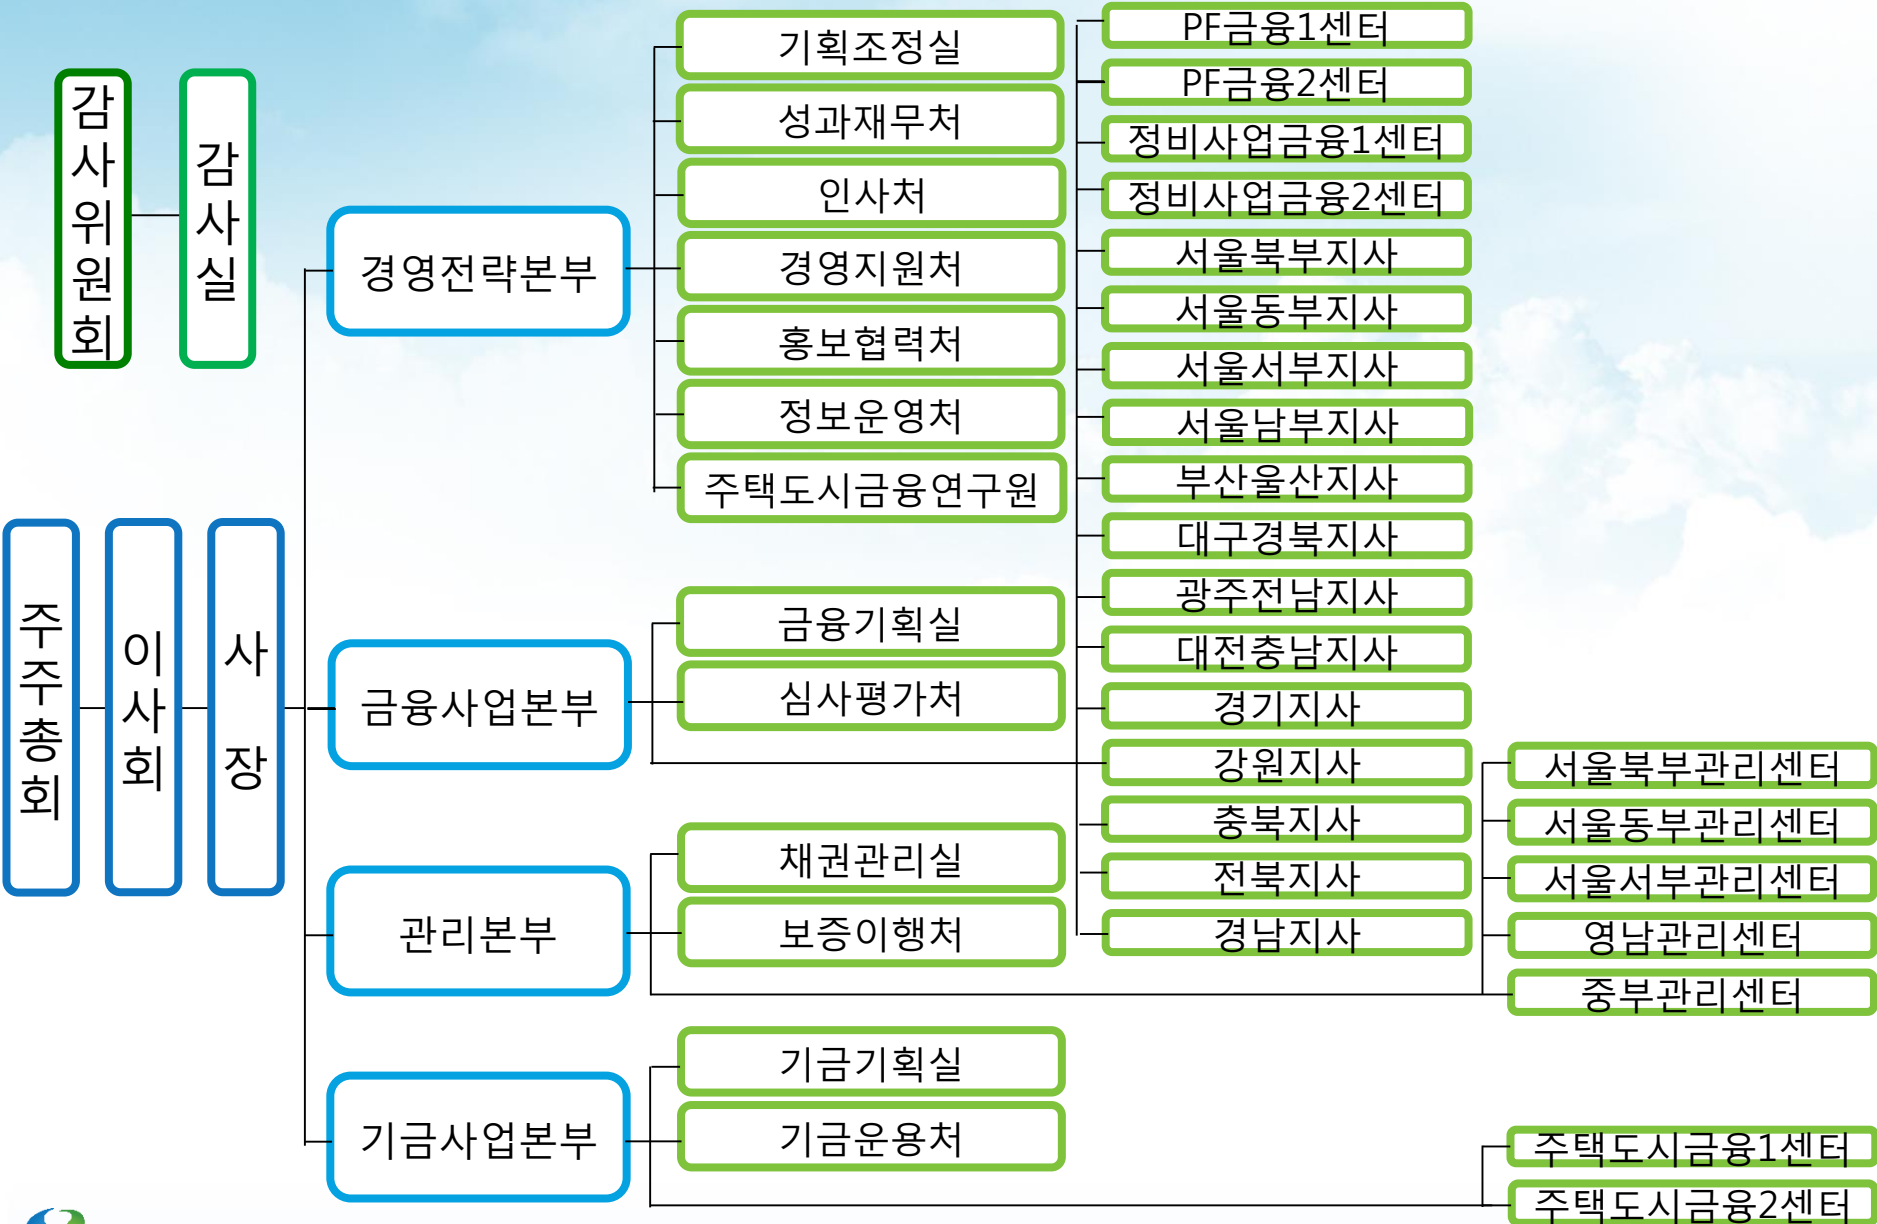 감사위원회
감사실
주주총회
이사회
사 장
경영전략본부
기획조정실
성과재무처
인사처
경영지원처
홍보협력처
정보운영처
주택도시금융연구원
금융사업본부
금융기획실
심사평가처
PF금융1센터
PF금융2센터
정비사업금융1센터
정비사업금융2센터
서울북부지사
서울동부지사
서울서부지사
서울남부지사
부산울산지사
대구경북지사
광주전남지사
대전충남지사
경기지사
강원지사
충북지사
전북지사
경남지사
관리본부
채권관리실
보증이행처
서울북부관리센터
서울동부관리센터
서울서부관리센터
영남관리센터
중부관리센터
기금사업본부
기금기획실
기금운용처
주택도시금융1센터
주택도시금융2센터